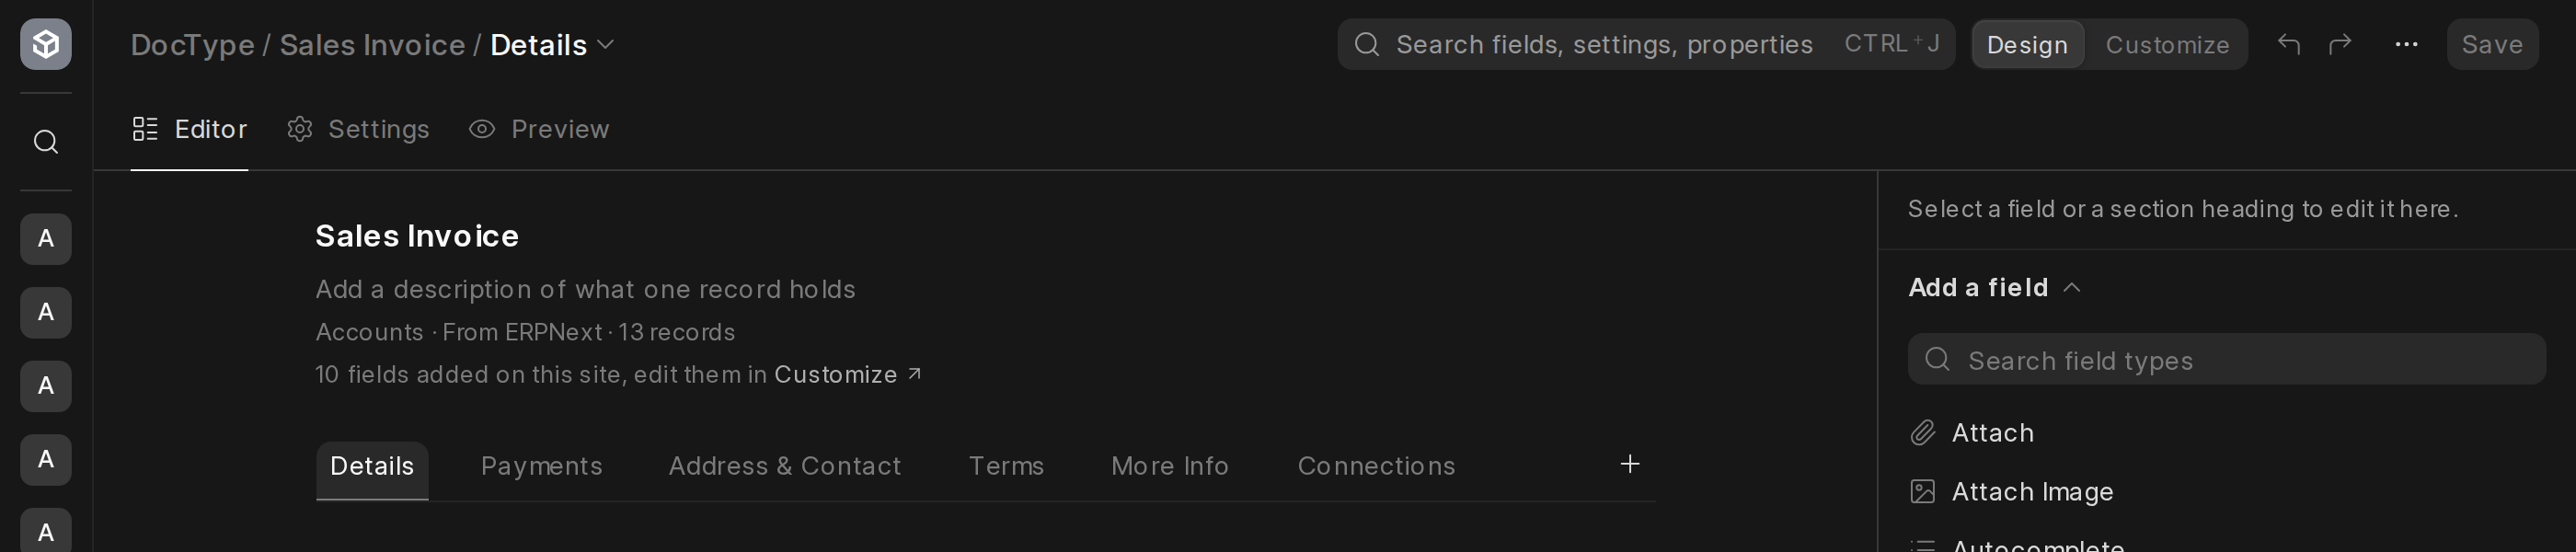 DocType / Sales Invoice / Details
Search fields, settings, properties CTRL+J
Design Customize
Save
Editor Settings Preview
A
A
A
A
A
Sales Invoice
Add a description of what one record holds
Accounts · From ERPNext · 13 records
10 fields added on this site, edit them in Customize ↗
Details Payments Address & Contact Terms More Info Connections +
Select a field or a section heading to edit it here.
Add a field
Search field types
Attach
Attach Image
Autocomplete